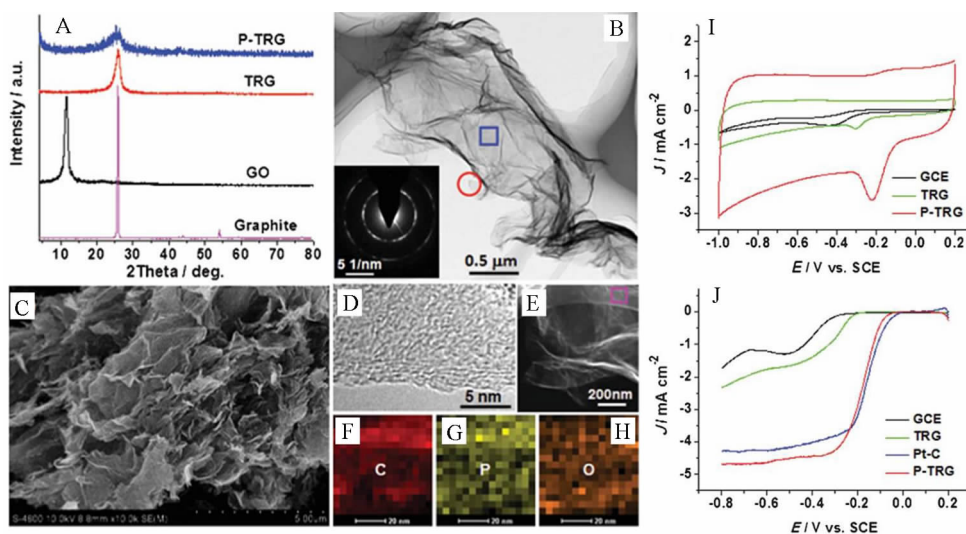 A
P-TRG
TRG
GO
Graphite
Intensity / a.u.
10 20 30 40 50 60 70 80
2Theta / deg.
B
5 1/nm
0.5 µm
C
S-4800 10.0kV 8.8mm x10.0k SE(M)
5.00µm
D
5 nm
E
200nm
F
C
20 nm
G
P
20 nm
H
O
20 nm
I
2
1
0
-1
-2
-3
J / mA cm-2
GCE
TRG
P-TRG
-1.0 -0.8 -0.6 -0.4 -0.2 0.0 0.2
E / V vs. SCE
J
0
-1
-2
-3
-4
-5
J / mA cm-2
GCE
TRG
Pt-C
P-TRG
-0.8 -0.6 -0.4 -0.2 0.0 0.2
E / V vs. SCE